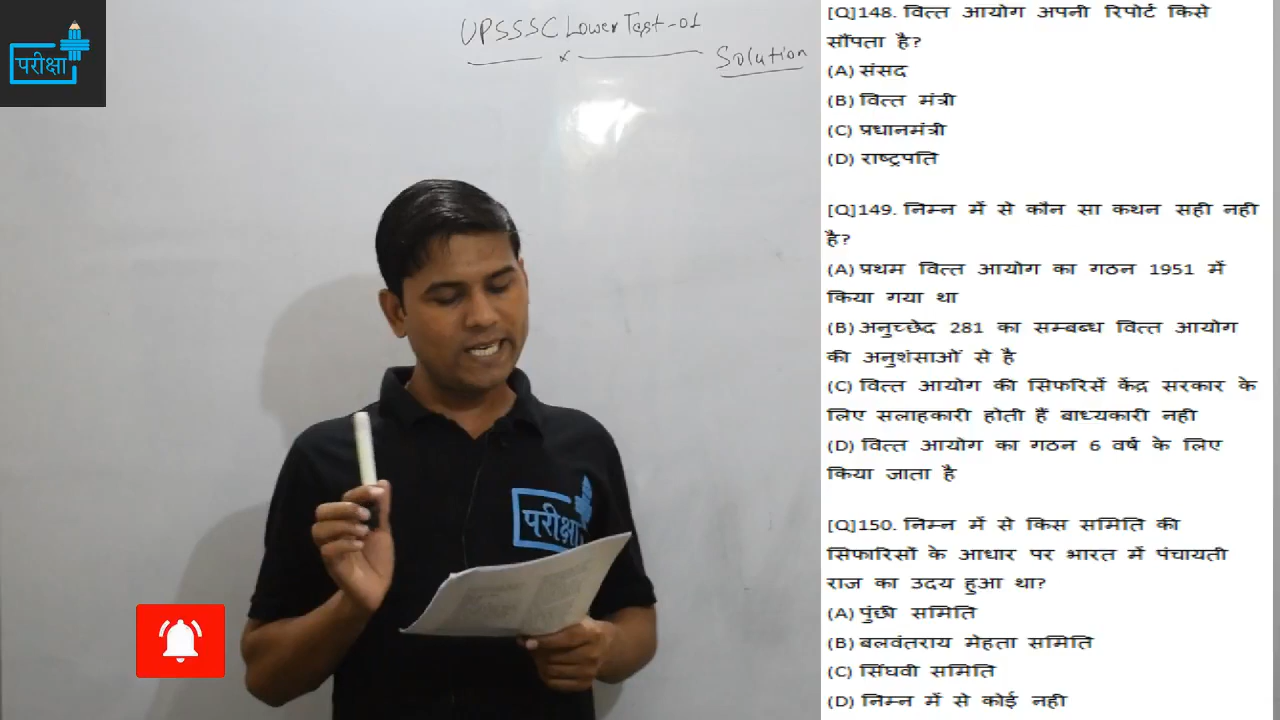 परीक्षा
UPSSSC Lower Test-01
Solution
परीक्षा
[Q]148. वित्त आयोग अपनी रिपोर्ट किसे
सौंपता है?
(A) संसद
(B) वित्त मंत्री
(C) प्रधानमंत्री
(D) राष्ट्रपति
[Q]149. निम्न में से कौन सा कथन सही नही
है?
(A) प्रथम वित्त आयोग का गठन 1951 में
किया गया था
(B) अनुच्छेद 281 का सम्बब्ध वित्त आयोग
की अनुशंसाओं से है
(C) वित्त आयोग की सिफरिसें केंद्र सरकार के
लिए सलाहकारी होती हैं बाध्यकारी नही
(D) वित्त आयोग का गठन 6 वर्ष के लिए
किया जाता है
[Q]150. निम्न में से किस समिति की
सिफारिसों के आधार पर भारत में पंचायती
राज का उदय हुआ था?
(A) पुंछी समिति
(B) बलवंतराय मेहता समिति
(C) सिंघवी समिति
(D) निम्न में से कोई नही